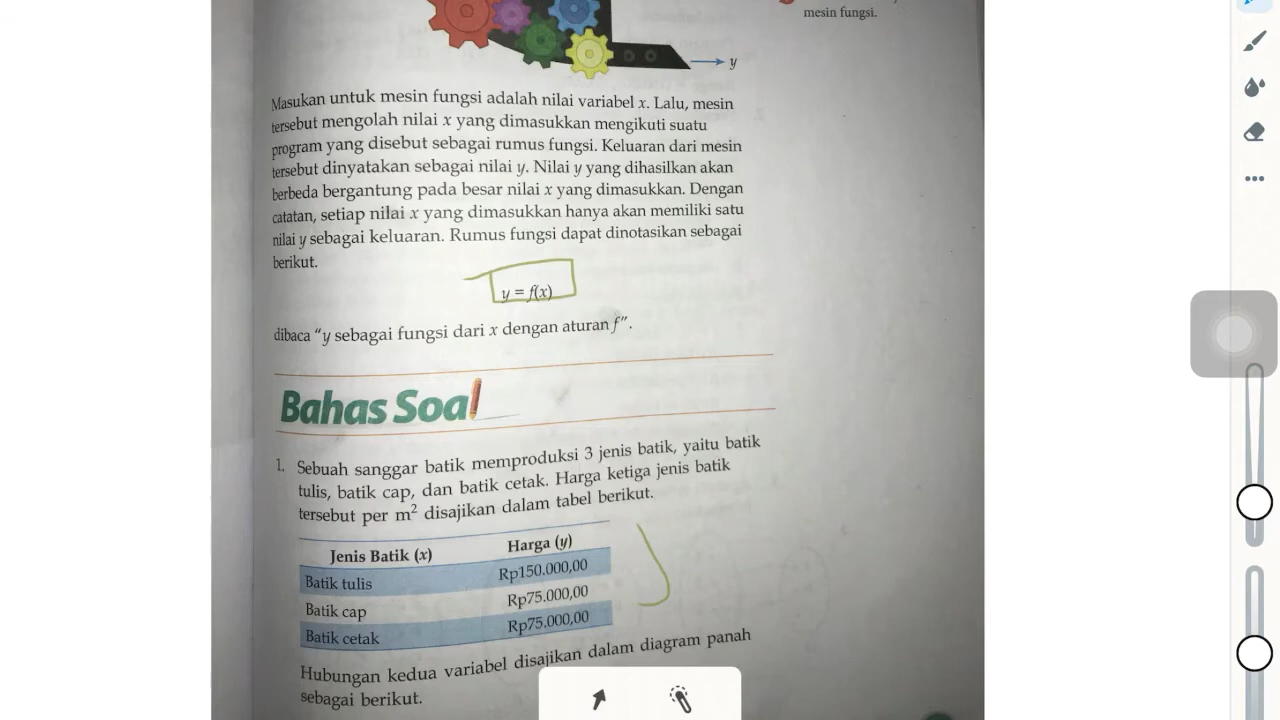 mesin fungsi.
y
Masukan untuk mesin fungsi adalah nilai variabel x. Lalu, mesin
tersebut mengolah nilai x yang dimasukkan mengikuti suatu
program yang disebut sebagai rumus fungsi. Keluaran dari mesin
tersebut dinyatakan sebagai nilai y. Nilai y yang dihasilkan akan
berbeda bergantung pada besar nilai x yang dimasukkan. Dengan
catatan, setiap nilai x yang dimasukkan hanya akan memiliki satu
nilai y sebagai keluaran. Rumus fungsi dapat dinotasikan sebagai
berikut.
y = f(x)
dibaca “y sebagai fungsi dari x dengan aturan f”.
Bahas Soal
1. Sebuah sanggar batik memproduksi 3 jenis batik, yaitu batik
tulis, batik cap, dan batik cetak. Harga ketiga jenis batik
tersebut per m² disajikan dalam tabel berikut.
Jenis Batik (x) Harga (y)
Batik tulis Rp150.000,00
Batik cap Rp75.000,00
Batik cetak Rp75.000,00
Hubungan kedua variabel disajikan dalam diagram panah
sebagai berikut.